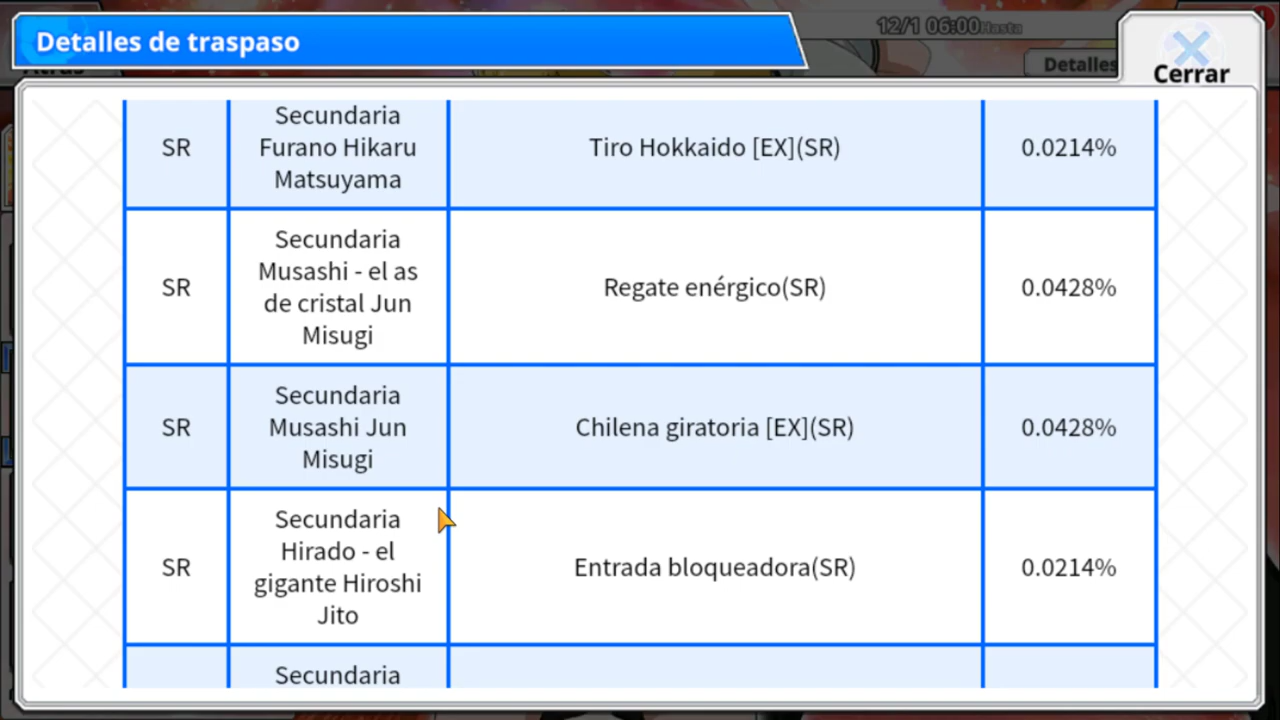 Detalles de traspaso
12/1 06:00Hasta
Atrás
Detalles
Cerrar
Secundaria
Furano Hikaru
Matsuyama
SR
Tiro Hokkaido [EX](SR)
0.0214%
Secundaria
Musashi - el as
de cristal Jun
Misugi
SR
Regate enérgico(SR)
0.0428%
Secundaria
Musashi Jun
Misugi
SR
Chilena giratoria [EX](SR)
0.0428%
Secundaria
Hirado - el
gigante Hiroshi
Jito
SR
Entrada bloqueadora(SR)
0.0214%
Secundaria